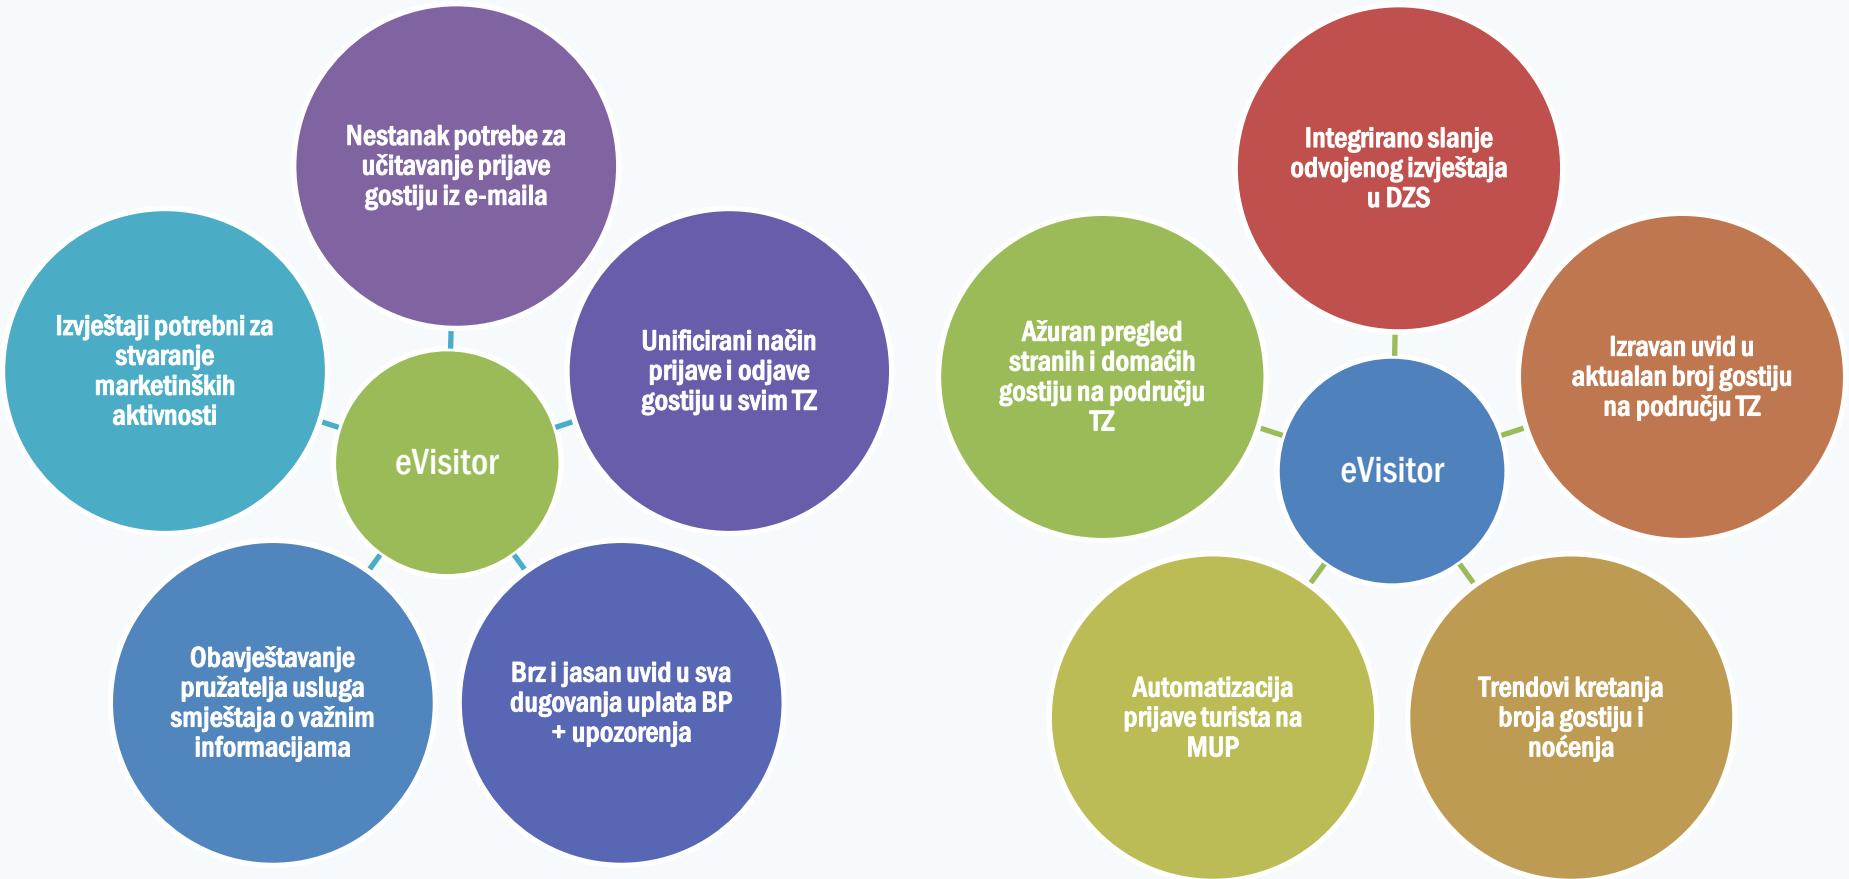 Nestanak potrebe za
učitavanje prijave
gostiju iz e-maila
Unificirani način
prijave i odjave
gostiju u svim TZ
Brz i jasan uvid u sva
dugovanja uplata BP
+ upozorenja
Obavještavanje
pružatelja usluga
smještaja o važnim
informacijama
Izvještaji potrebni za
stvaranje
marketinških
aktivnosti
eVisitor
Integrirano slanje
odvojenog izvještaja
u DZS
Izravan uvid u
aktualan broj gostiju
na području TZ
Trendovi kretanja
broja gostiju i
noćenja
Automatizacija
prijave turista na
MUP
Ažuran pregled
stranih i domaćih
gostiju na području
TZ
eVisitor